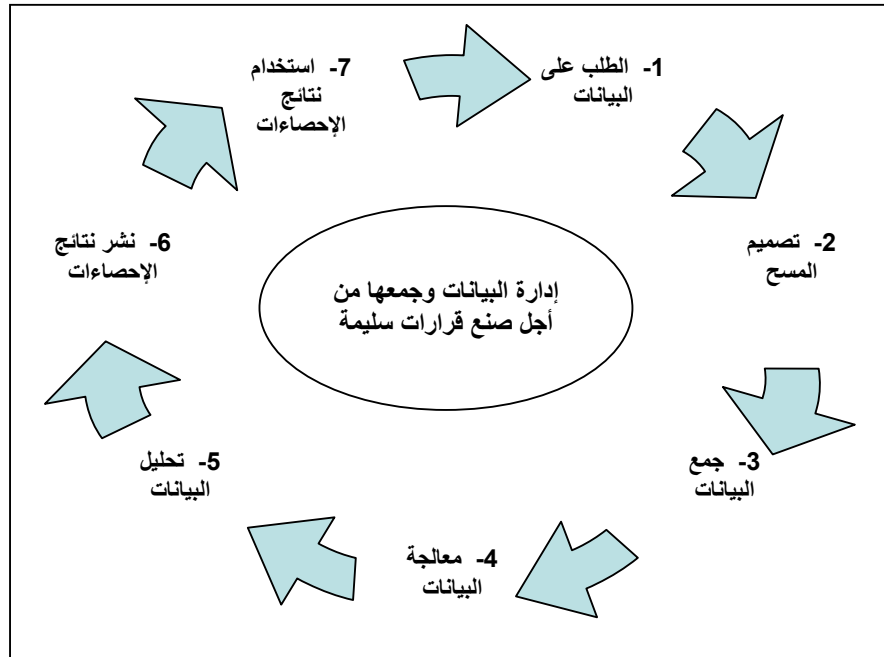 1- الطلب على
البيانات
2- تصميم
المسح
3- جمع
البيانات
4- معالجة
البيانات
5- تحليل
البيانات
6- نشر نتائج
الإحصاءات
7- استخدام
نتائج
الإحصاءات
إدارة البيانات وجمعها من
أجل صنع قرارات سليمة